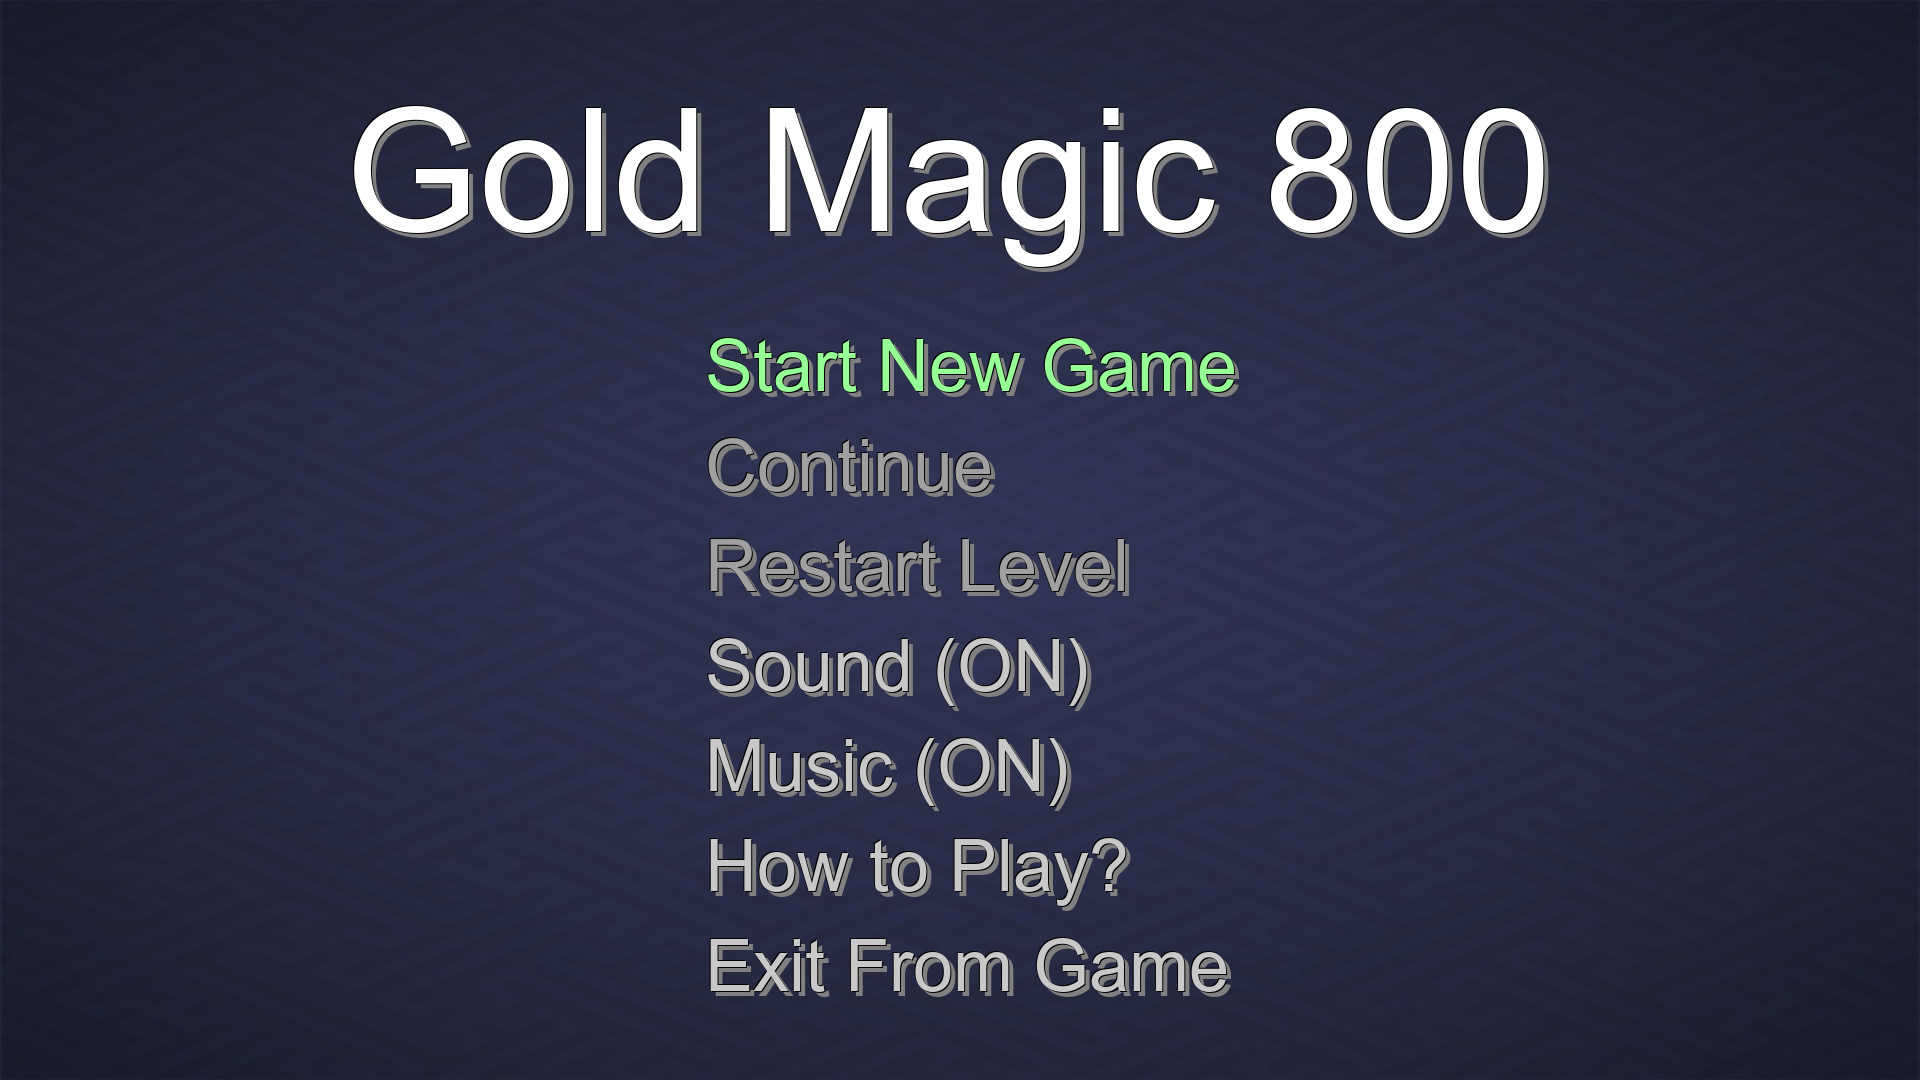 Gold Magic 800
Start New Game
Continue
Restart Level
Sound (ON)
Music (ON)
How to Play?
Exit From Game